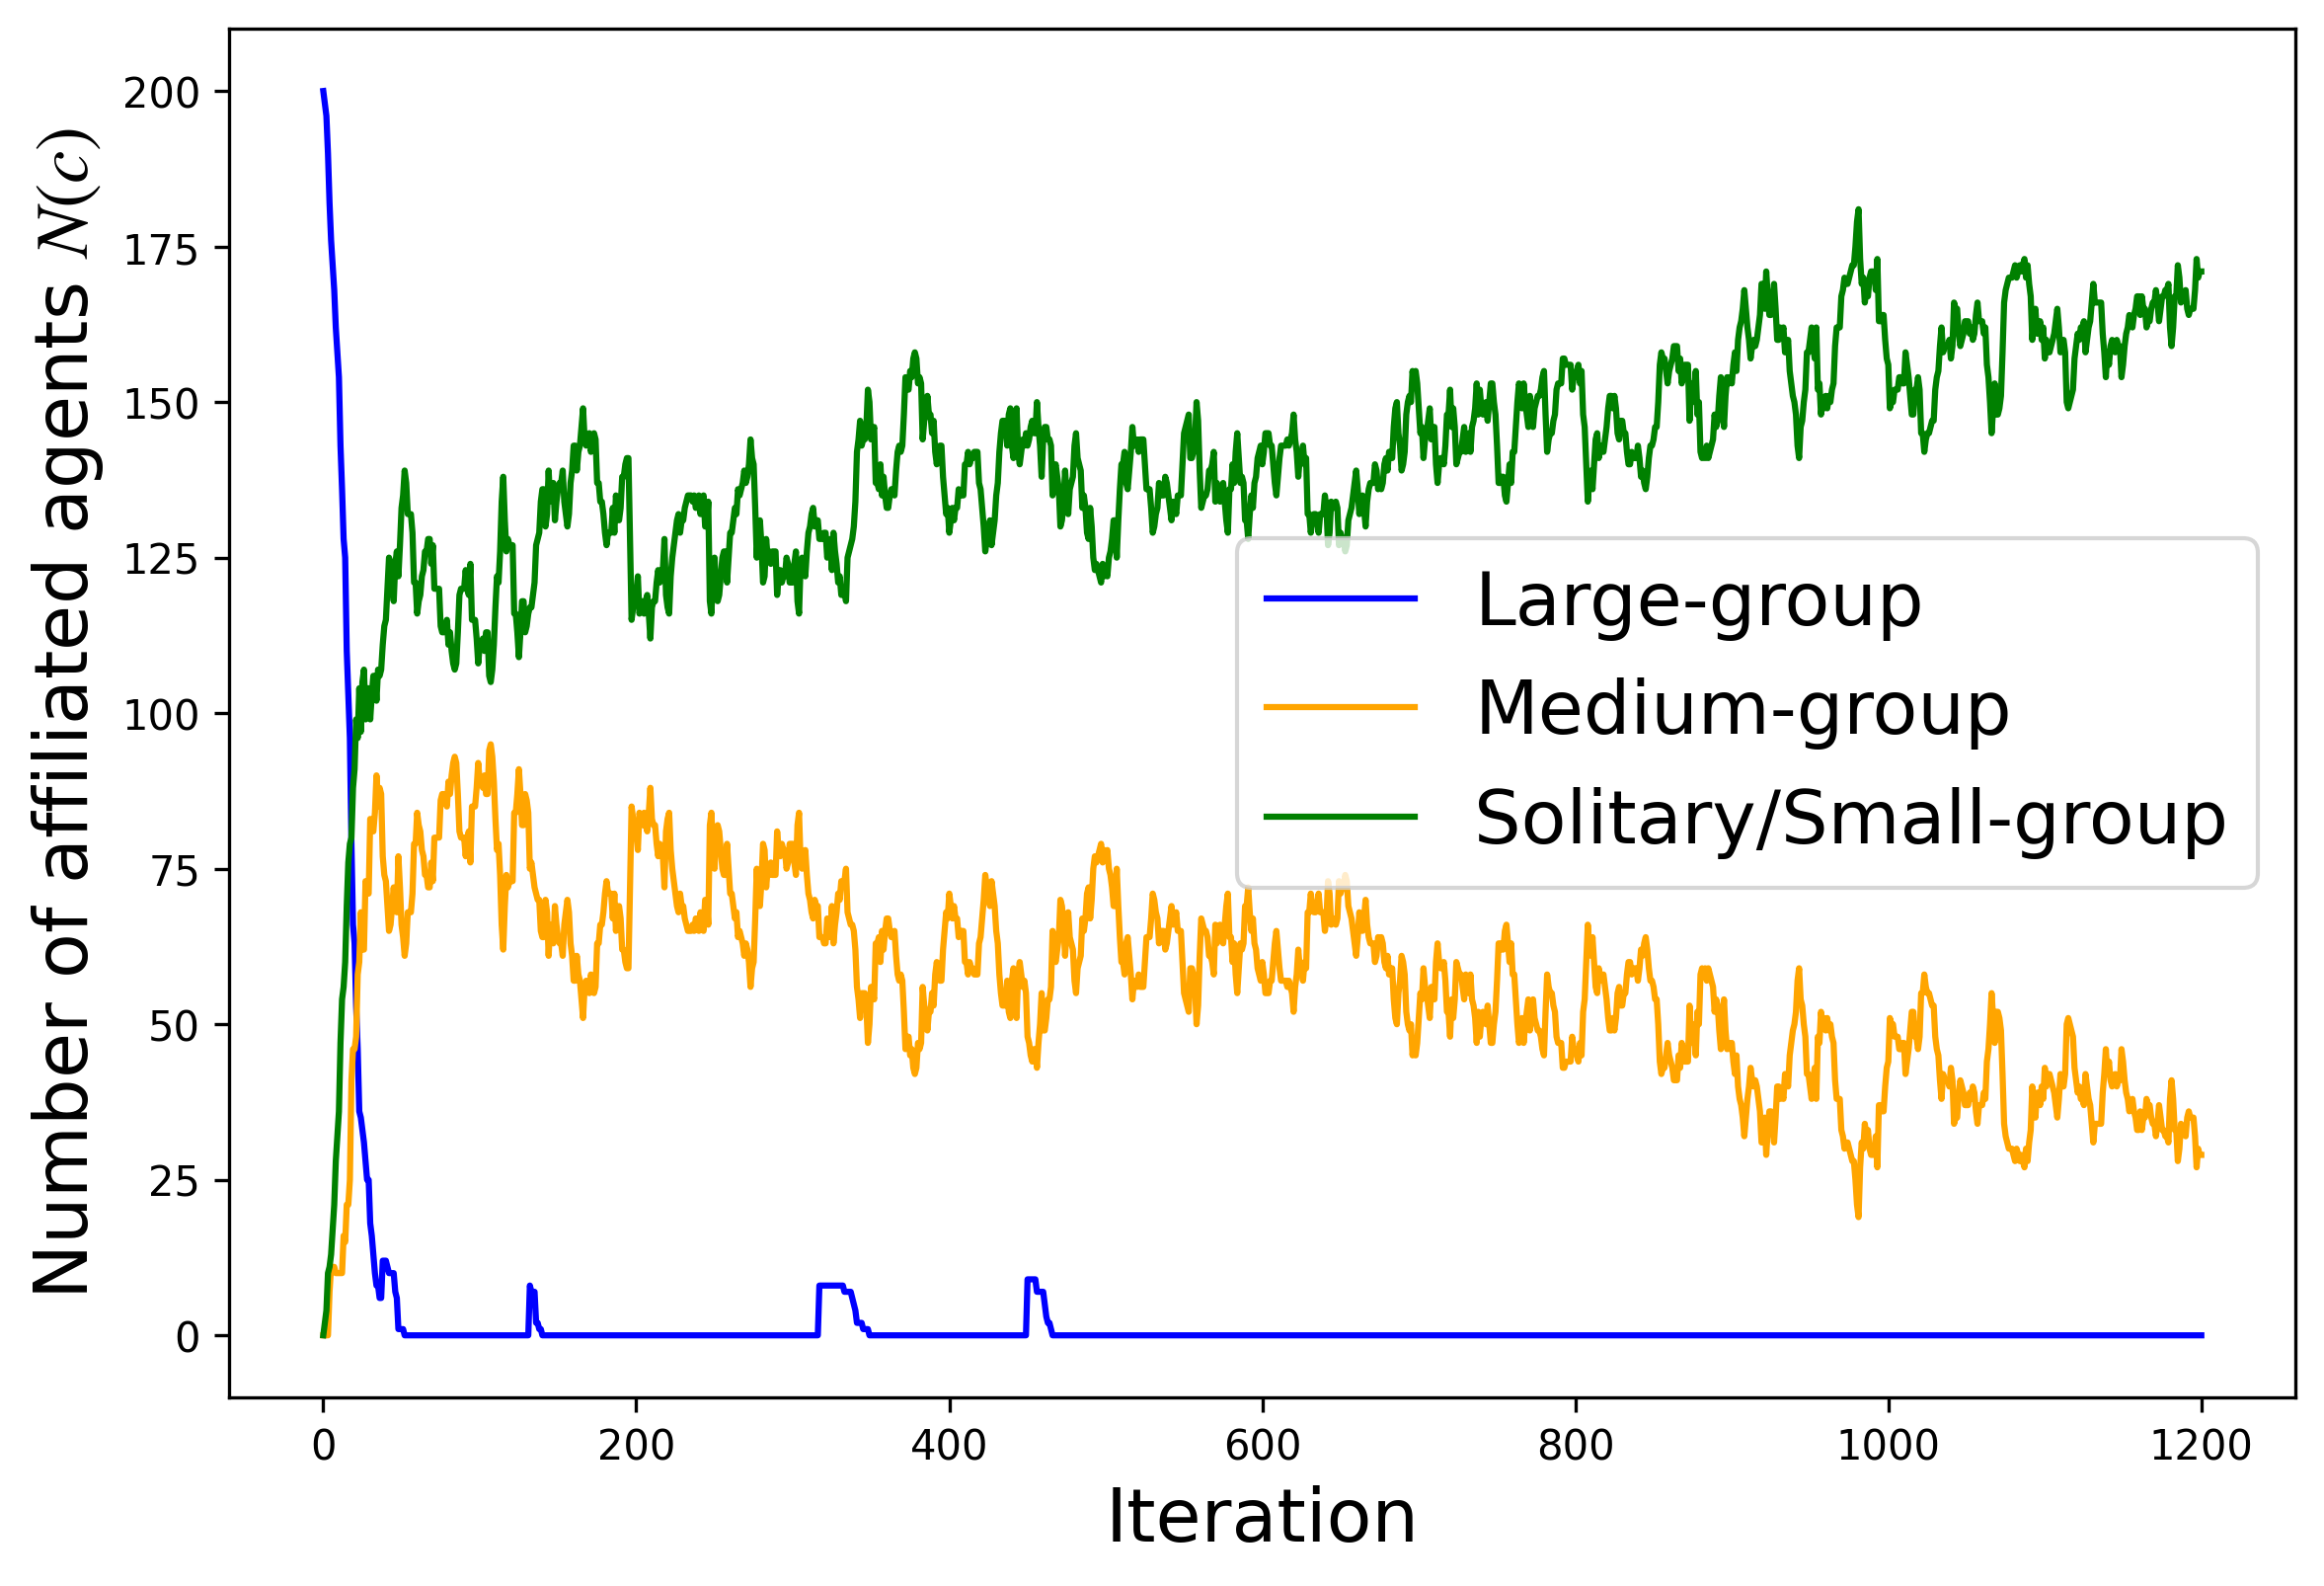 Number of affiliated agents N(c)
200
175
150
125
100
75
50
25
0
Large-group
Medium-group
Solitary/Small-group
0 200 400 600 800 1000 1200
Iteration